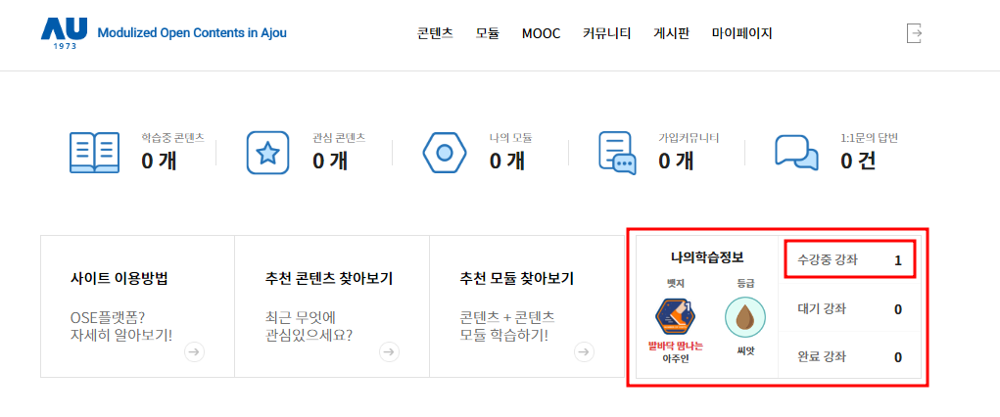 AU
1973
Modulized Open Contents in Ajou
콘텐츠 모듈 MOOC 커뮤니티 게시판 마이페이지
학습중 콘텐츠
0 개
관심 콘텐츠
0 개
나의 모듈
0 개
가입커뮤니티
0 개
1:1문의 답변
0 건
사이트 이용방법
OSE플랫폼?
자세히 알아보기!
추천 콘텐츠 찾아보기
최근 무엇에
관심있으세요?
추천 모듈 찾아보기
콘텐츠 + 콘텐츠
모듈 학습하기!
나의학습정보
뱃지
1
발바닥 땀나는
아주인
등급
씨앗
수강중 강좌 1
대기 강좌 0
완료 강좌 0